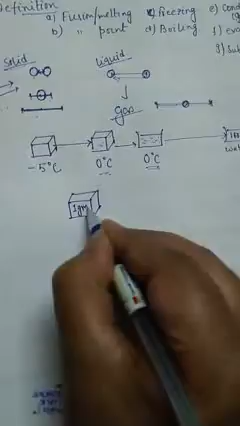 Definition
a) Fusion/melting c) freezing e) Cond
b) " point d) Boiling f) eva
g) Sub
Solid liquid
Gas
-5°C 0°C 0°C
1gm